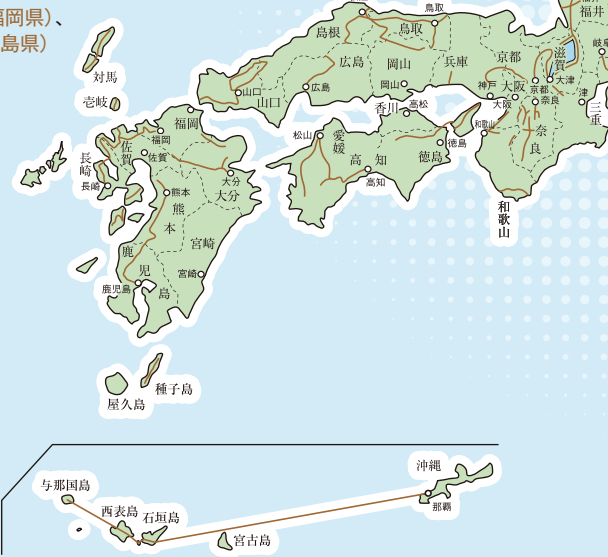 福岡県）、
島県）
鳥取
福井
島根
鳥取
岐阜
滋賀
広島
岡山
兵庫
京都
対馬
壱岐
山口
山口
広島
岡山
神戸
大阪
京都
大津
奈良
津
三重
香川
高松
大阪
和歌山
奈良
福岡
福岡
佐賀
佐賀
松山
愛媛
高知
徳島
徳島
高知
長崎
長崎
大分
大分
熊本
熊本
和歌山
宮崎
宮崎
鹿児島
鹿児島
種子島
屋久島
沖縄
那覇
与那国島
西表島
石垣島
宮古島